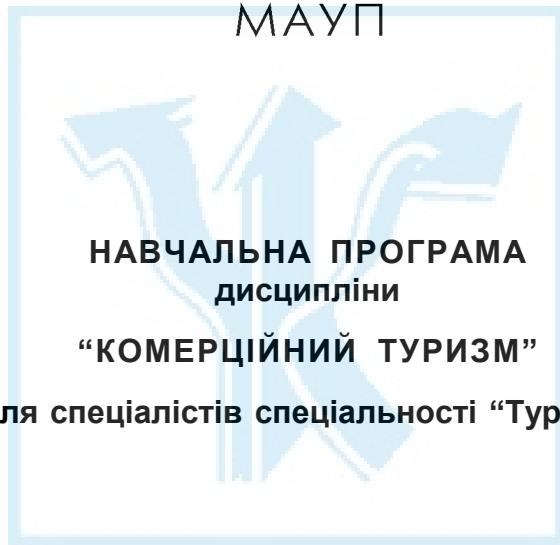 МАУП
НАВЧАЛЬНА ПРОГРАМА
дисципліни
“КОМЕРЦІЙНИЙ ТУРИЗМ”
спеціалістів спеціальності